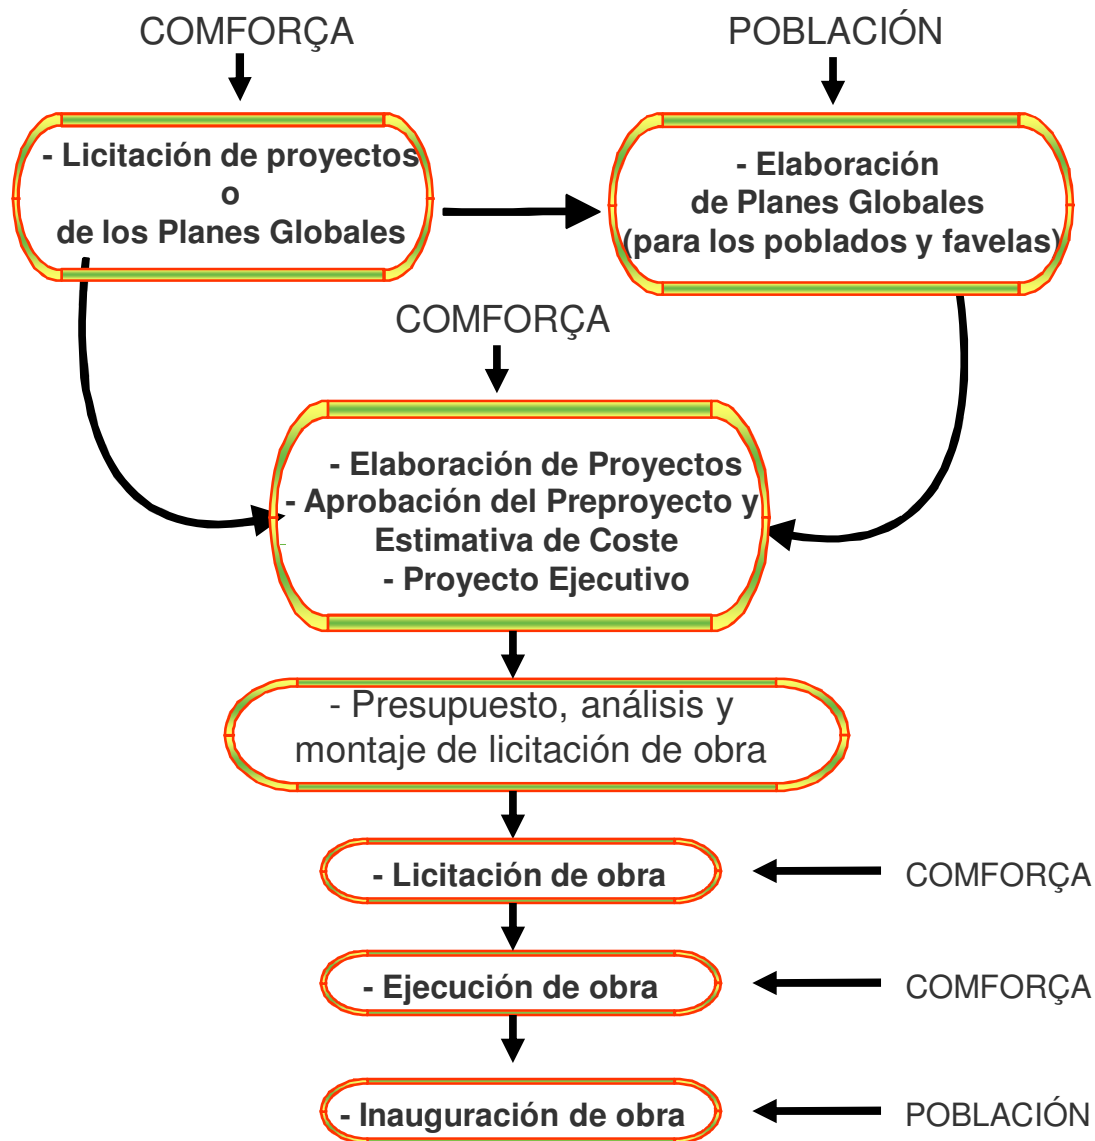 COMFORÇA
POBLACIÓN
- Licitación de proyectos
o
de los Planes Globales
- Elaboración
de Planes Globales
(para los poblados y favelas)
COMFORÇA
- Elaboración de Proyectos
- Aprobación del Preproyecto y
Estimativa de Coste
- Proyecto Ejecutivo
- Presupuesto, análisis y
montaje de licitación de obra
- Licitación de obra
COMFORÇA
- Ejecución de obra
COMFORÇA
- Inauguración de obra
POBLACIÓN